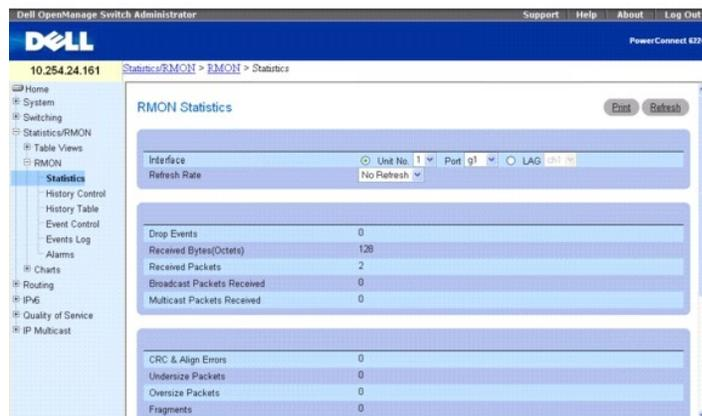 Dell OpenManage Switch Administrator Support Help About Log Out
DELL
PowerConnect 622
10.254.24.161
Statistics/RMON > RMON > Statistics
Home
System
Switching
Statistics/RMON
Table Views
RMON
Statistics
History Control
History Table
Event Control
Events Log
Alarms
Charts
Routing
IPv6
Quality of Service
IP Multicast
RMON Statistics
Print Refresh
Interface Unit No. 1 Port g1 LAG ch1
Refresh Rate No Refresh
Drop Events 0
Received Bytes(Octets) 128
Received Packets 2
Broadcast Packets Received 0
Multicast Packets Received 0
CRC & Align Errors 0
Undersize Packets 0
Oversize Packets 0
Fragments 0